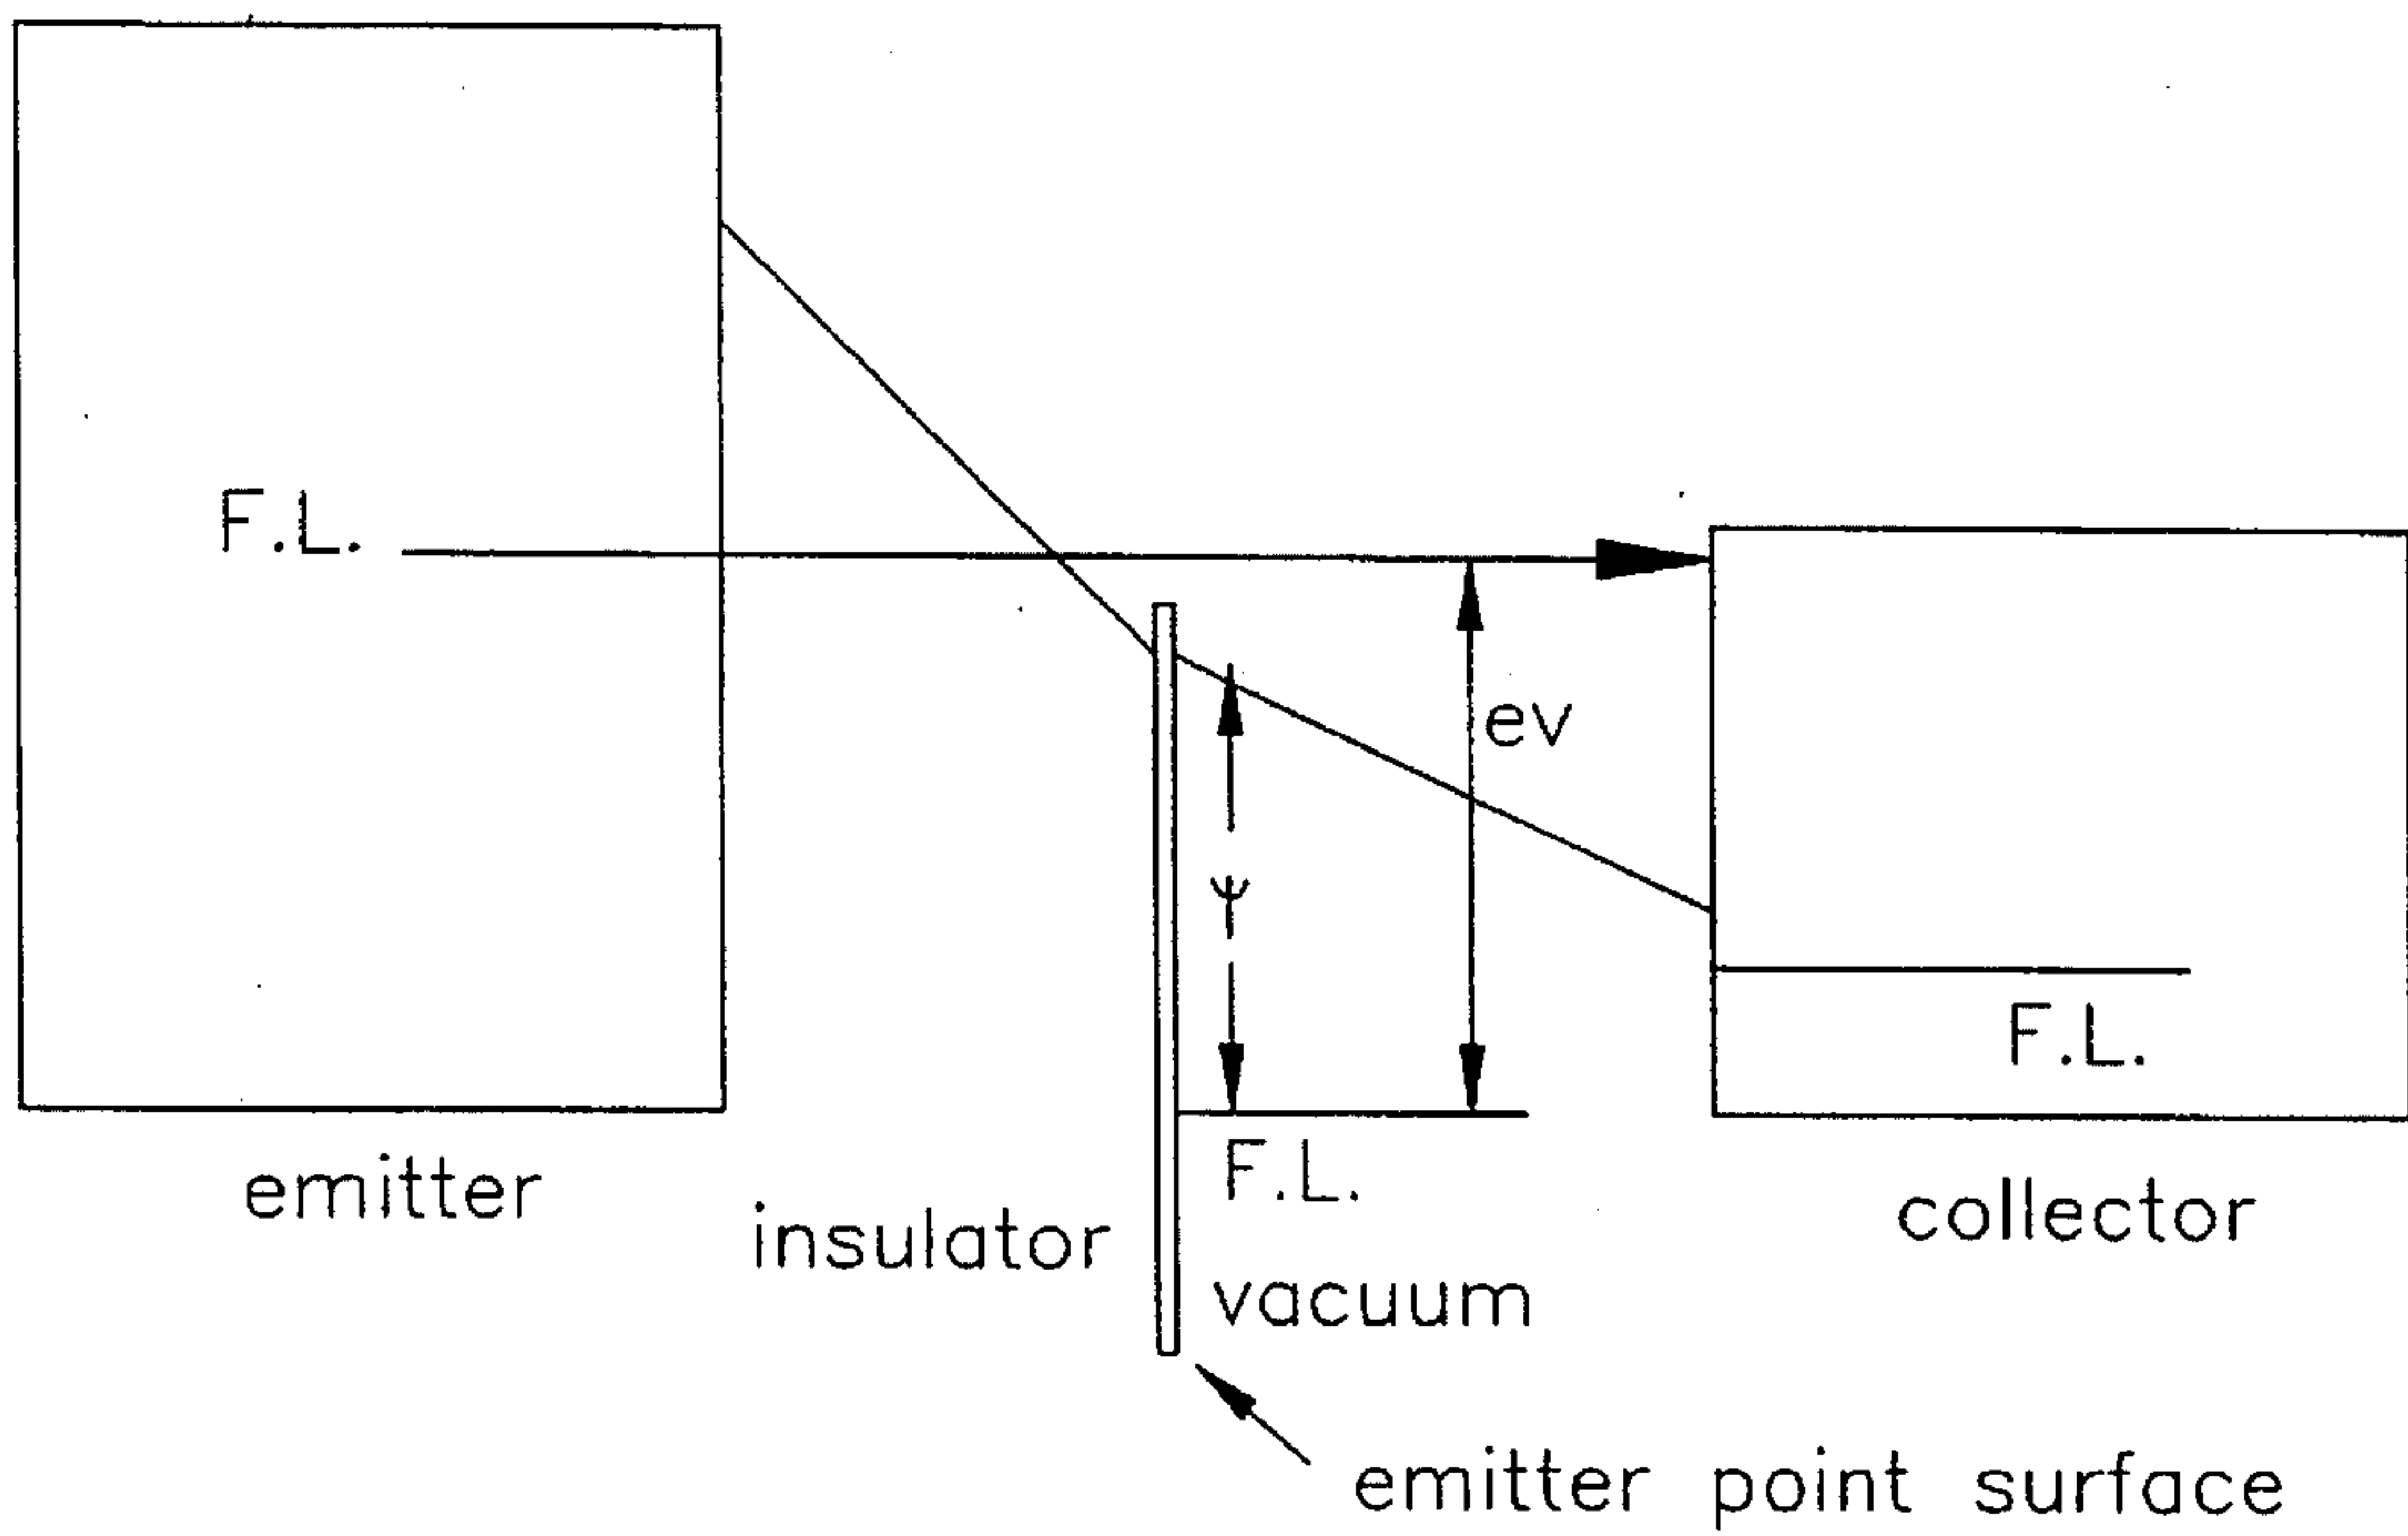 F.L.
ev
ψ
F.L.
F.L.
emitter
insulator
collector
vacuum
emitter point surface